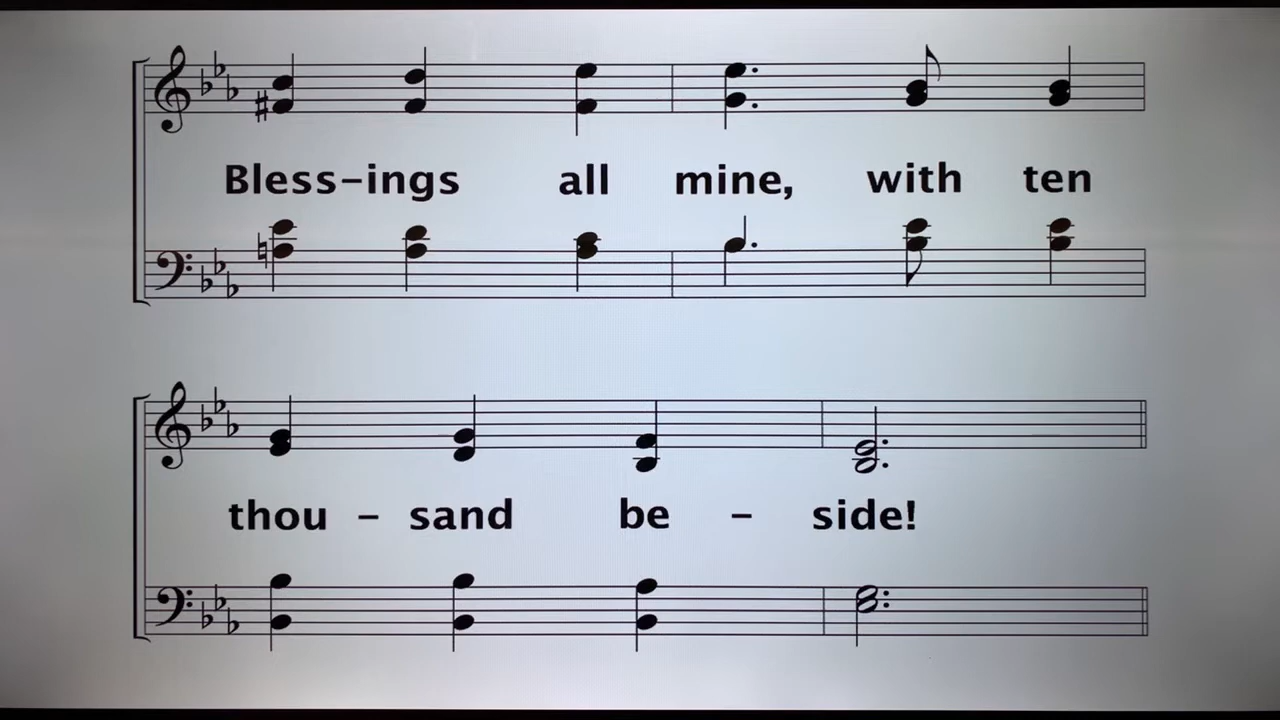 Bless-ings all mine, with ten
thou - sand be - side!